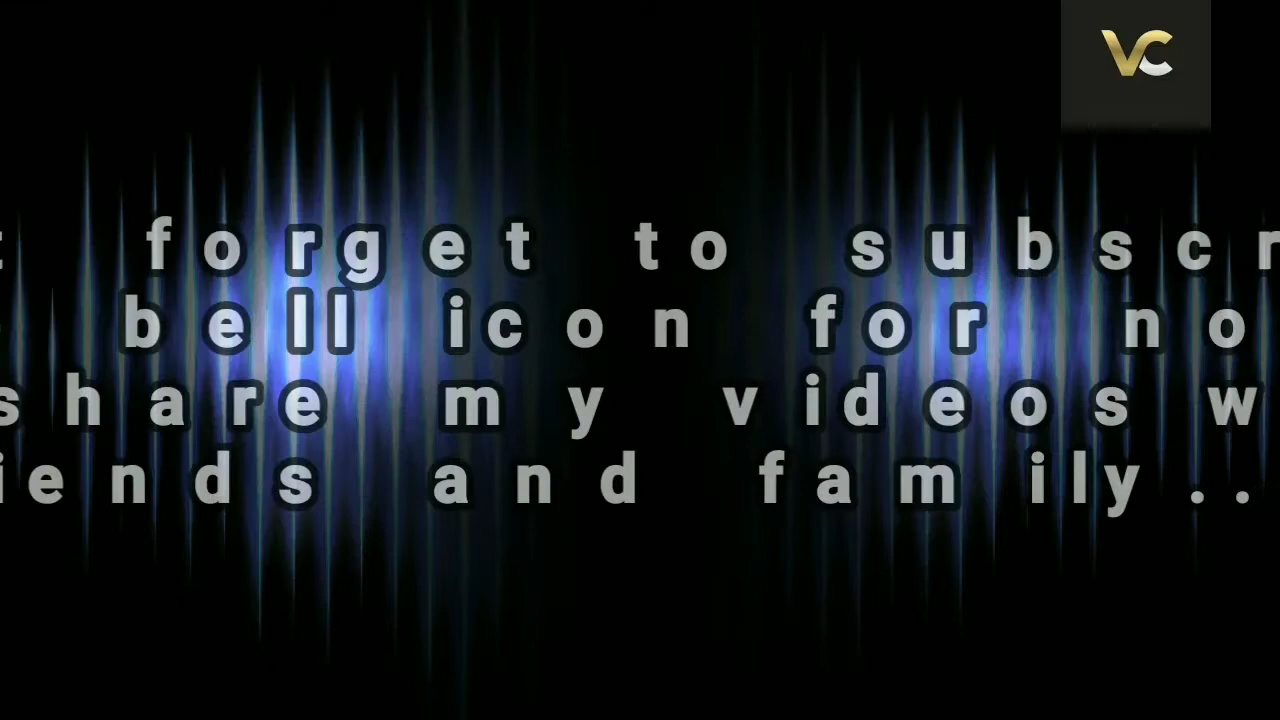 VC
t forget to subscr
bell icon for no
share my videos w
iends and family..